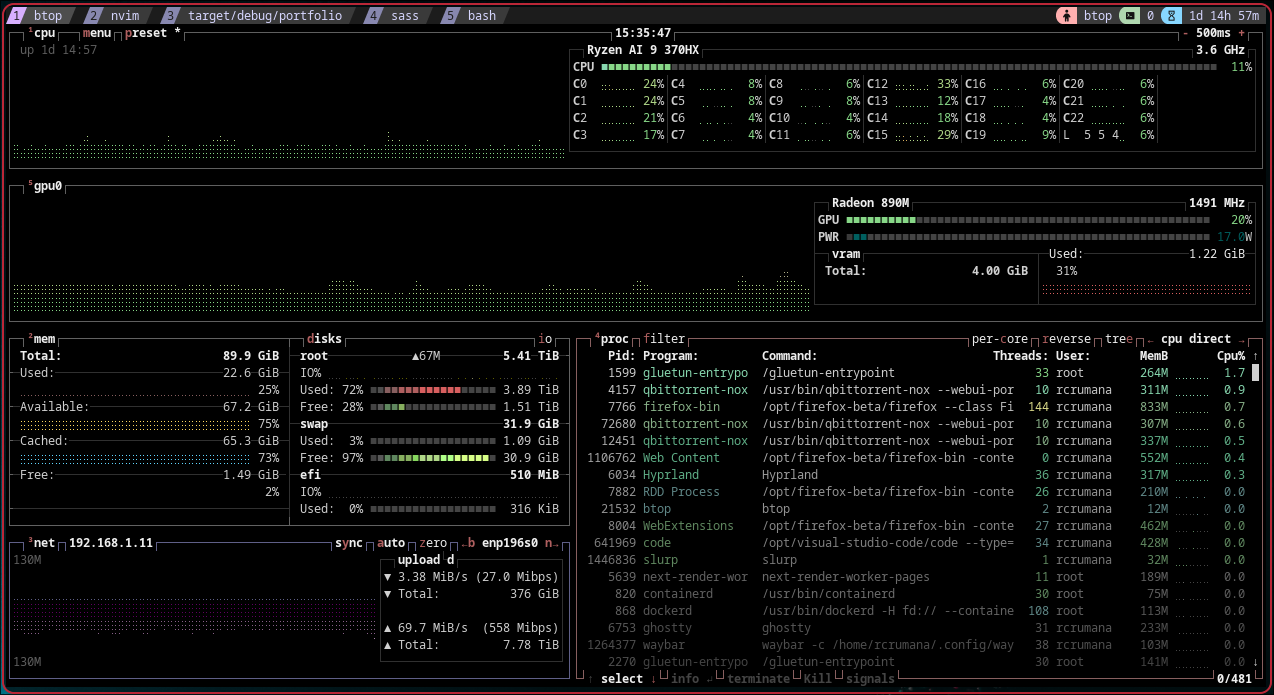 1 btop 2 nvim 3 target/debug/portfolio 4 sass 5 bash btop 0 1d 14h 57m
1cpu menu preset * 15:35:47 - 500ms +
up 1d 14:57 Ryzen AI 9 370HX 3.6 GHz
CPU 11%
C0 24% C4 8% C8 6% C12 33% C16 6% C20 6%
C1 24% C5 8% C9 8% C13 12% C17 4% C21 6%
C2 21% C6 4% C10 4% C14 18% C18 4% C22 6%
C3 17% C7 4% C11 6% C15 29% C19 9% L 5 5 4 6%
5gpu0
Radeon 890M 1491 MHz
GPU 20%
PWR 17.0W
vram Used: 1.22 GiB
Total: 4.00 GiB 31%
2mem
Total: 89.9 GiB
Used: 22.6 GiB
25%
Available: 67.2 GiB
75%
Cached: 65.3 GiB
73%
Free: 1.49 GiB
2%
disks io
root ▲67M 5.41 TiB
IO%
Used: 72% 3.89 TiB
Free: 28% 1.51 TiB
swap 31.9 GiB
Used: 3% 1.09 GiB
Free: 97% 30.9 GiB
efi 510 MiB
IO%
Used: 0% 316 KiB
3net 192.168.1.11 sync auto zero ←b enp196s0 n→
130M
upload d
▼ 3.38 MiB/s (27.0 Mibps)
▼ Total: 376 GiB
▲ 69.7 MiB/s (558 Mibps)
▲ Total: 7.78 TiB
130M
4proc filter per-core reverse tree ← cpu direct →
Pid: Program: Command: Threads: User: MemB Cpu% ↑
1599 gluetun-entrypo /gluetun-entrypoint 33 root 264M 1.7
4157 qbittorrent-nox /usr/bin/qbittorrent-nox --webui-por 10 rcrumana 311M 0.9
7766 firefox-bin /opt/firefox-beta/firefox --class Fi 144 rcrumana 833M 0.7
72680 qbittorrent-nox /usr/bin/qbittorrent-nox --webui-por 10 rcrumana 307M 0.6
12451 qbittorrent-nox /usr/bin/qbittorrent-nox --webui-por 10 rcrumana 337M 0.5
1106762 Web Content /opt/firefox-beta/firefox-bin -conte 0 rcrumana 552M 0.4
6034 Hyprland Hyprland 36 rcrumana 317M 0.3
7882 RDD Process /opt/firefox-beta/firefox-bin -conte 26 rcrumana 210M 0.0
21532 btop btop 2 rcrumana 12M 0.0
8004 WebExtensions /opt/firefox-beta/firefox-bin -conte 27 rcrumana 462M 0.0
641969 code /opt/visual-studio-code/code --type= 34 rcrumana 428M 0.0
1446836 slurp slurp 1 rcrumana 32M 0.0
5639 next-render-wor next-render-worker-pages 11 root 189M 0.0
820 containerd /usr/bin/containerd 30 root 75M 0.0
868 dockerd /usr/bin/dockerd -H fd:// --containe 108 root 113M 0.0
6753 ghostty ghostty 31 rcrumana 233M 0.0
1264377 waybar waybar -c /home/rcrumana/.config/way 38 rcrumana 103M 0.0
2270 gluetun-entrypo /gluetun-entrypoint 30 root 141M 0.0 ↓
↑ select ↓ info ↲ terminate Kill signals 0/481